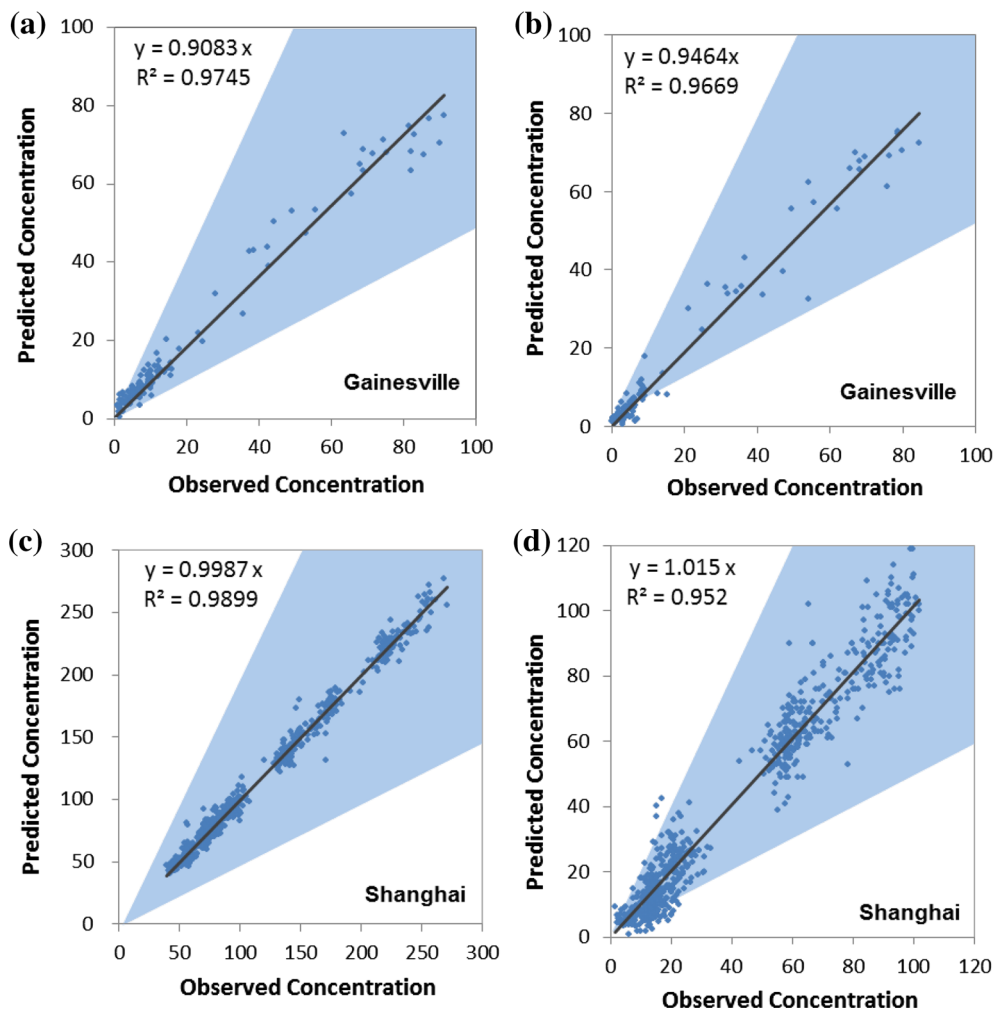 (a)
100
80
60
40
20
0
y = 0.9083 x
R² = 0.9745
Gainesville
0 20 40 60 80 100
Predicted Concentration
Observed Concentration
(b)
100
80
60
40
20
0
y = 0.9464x
R² = 0.9669
Gainesville
0 20 40 60 80 100
Predicted Concentration
Observed Concentration
(c)
300
250
200
150
100
50
0
y = 0.9987 x
R² = 0.9899
Shanghai
0 50 100 150 200 250 300
Predicted Concentration
Observed Concentration
(d)
120
100
80
60
40
20
0
y = 1.015 x
R² = 0.952
Shanghai
0 20 40 60 80 100 120
Predicted Concentration
Observed Concentration